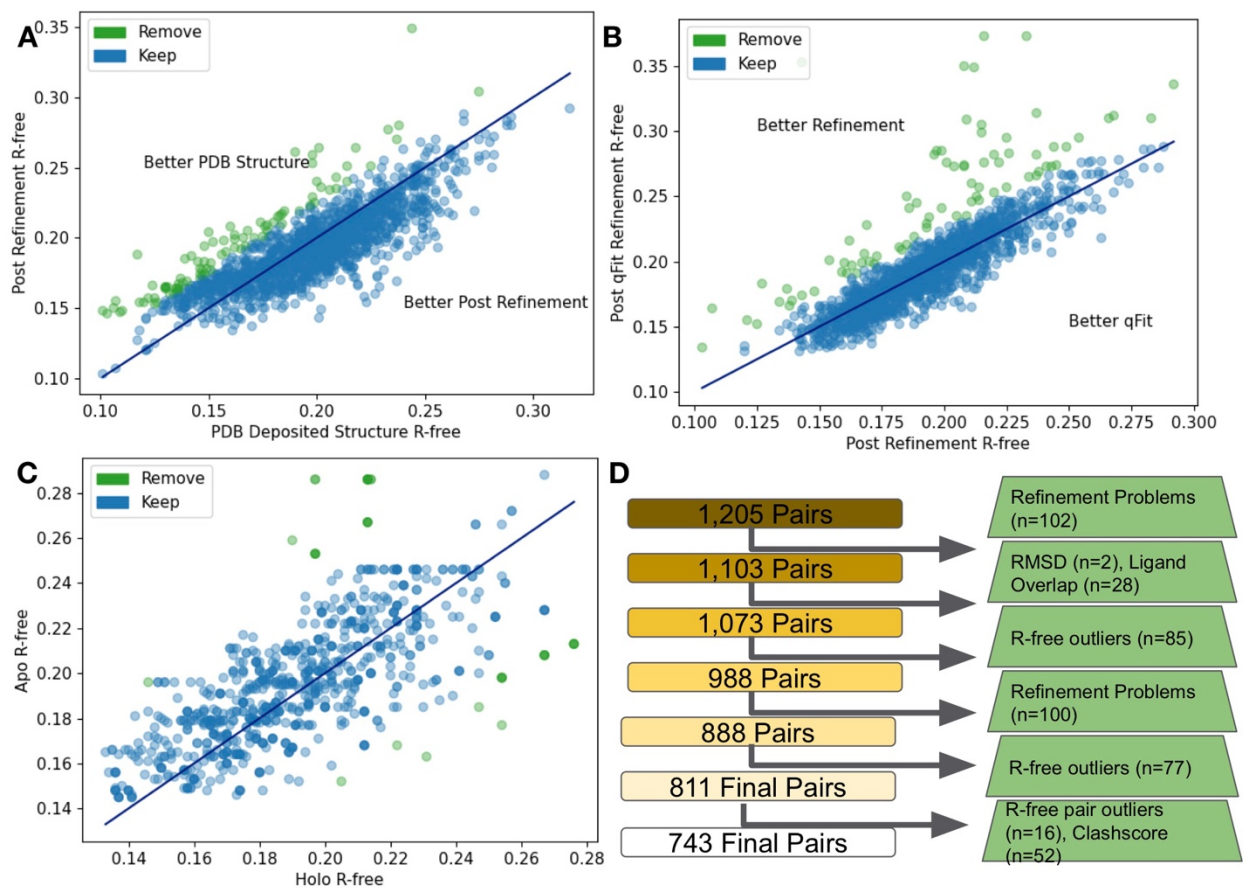 A
0.35
0.30
0.25
0.20
0.15
0.10
Post Refinement R-free
Remove
Keep
Better PDB Structure
Better Post Refinement
0.10 0.15 0.20 0.25 0.30
PDB Deposited Structure R-free
B
0.35
0.30
0.25
0.20
0.15
0.10
Post qFit Refinement R-free
Remove
Keep
Better Refinement
Better qFit
0.100 0.125 0.150 0.175 0.200 0.225 0.250 0.275 0.300
Post Refinement R-free
C
0.28
0.26
0.24
0.22
0.20
0.18
0.16
0.14
Apo R-free
Remove
Keep
0.14 0.16 0.18 0.20 0.22 0.24 0.26 0.28
Holo R-free
D
1,205 Pairs
Refinement Problems
(n=102)
1,103 Pairs
RMSD (n=2), Ligand
Overlap (n=28)
1,073 Pairs
R-free outliers (n=85)
988 Pairs
Refinement Problems
(n=100)
888 Pairs
R-free outliers (n=77)
811 Final Pairs
R-free pair outliers
(n=16), Clashscore
(n=52)
743 Final Pairs